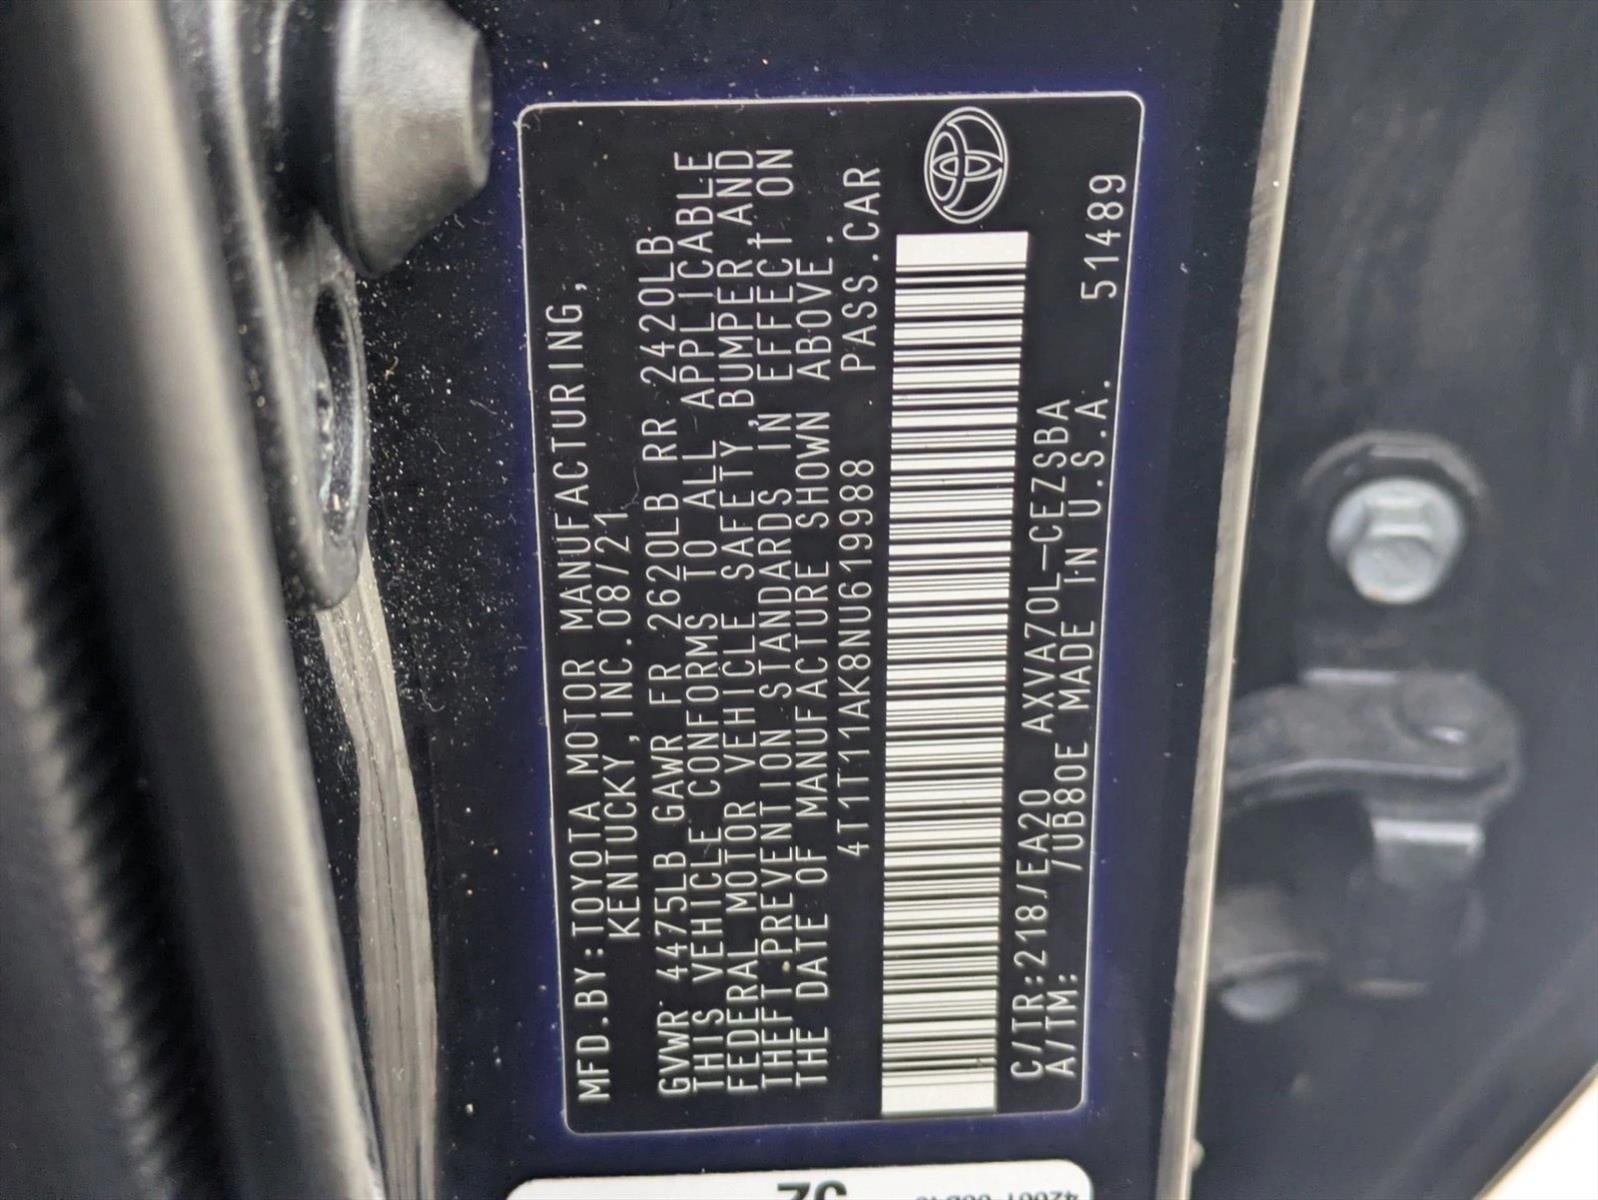 MFD.BY:TOYOTA MOTOR MANUFACTURING,
KENTUCKY,INC.08/21
GVWR 4475LB GAWR FR 2620LB RR 2420LB
THIS VEHICLE CONFORMS TO ALL APPLICABLE
FEDERAL MOTOR VEHICLE SAFETY,BUMPER,AND
THEFT PREVENTION STANDARDS IN EFFECT ON
THE DATE OF MANUFACTURE SHOWN ABOVE.
4T1T11AK8NU619988 PASS.CAR
C/TR:218/EA20 AXVA70L-CEZSBA
A/TM: /UB80E MADE IN U.S.A. 51489